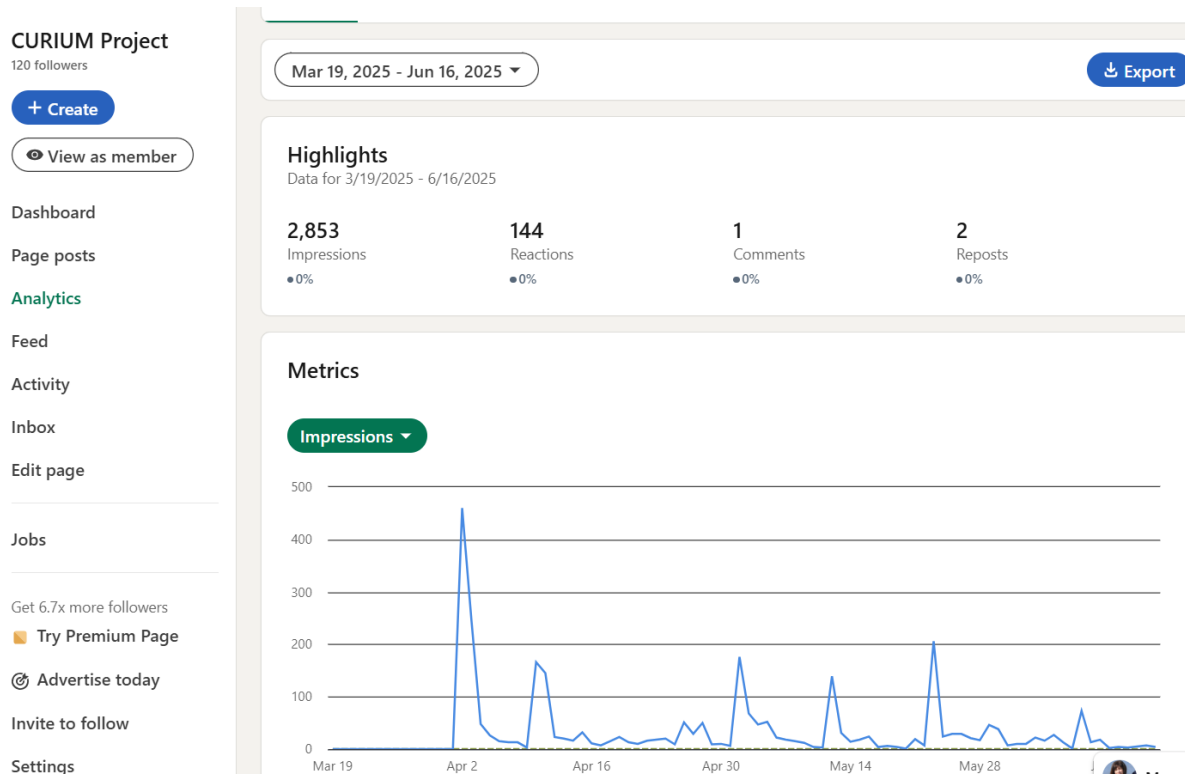 CURIUM Project
120 followers
+ Create
View as member
Dashboard
Page posts
Analytics
Feed
Activity
Inbox
Edit page
Jobs
Get 6.7x more followers
Try Premium Page
Advertise today
Invite to follow
Settings
Mar 19, 2025 - Jun 16, 2025
Export
Highlights
Data for 3/19/2025 - 6/16/2025
2,853
Impressions
0%
144
Reactions
0%
1
Comments
0%
2
Reposts
0%
Metrics
Impressions
500
400
300
200
100
0
Mar 19 Apr 2 Apr 16 Apr 30 May 14 May 28